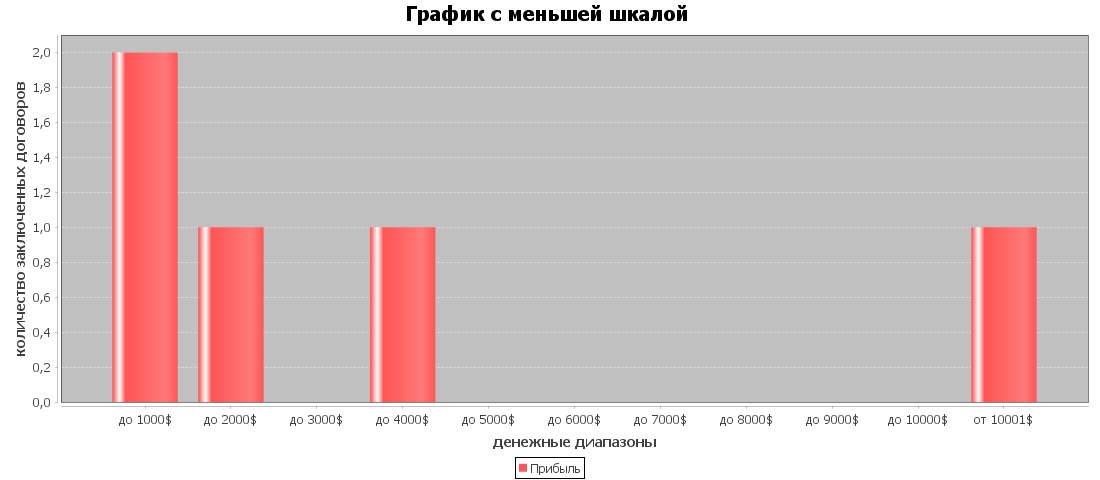 График с меньшей шкалой
количество заключенных договоров
2,0
1,8
1,6
1,4
1,2
1,0
0,8
0,6
0,4
0,2
0,0
до 1000$ до 2000$ до 3000$ до 4000$ до 5000$ до 6000$ до 7000$ до 8000$ до 9000$ до 10000$ от 10001$
денежные диапазоны
Прибыль